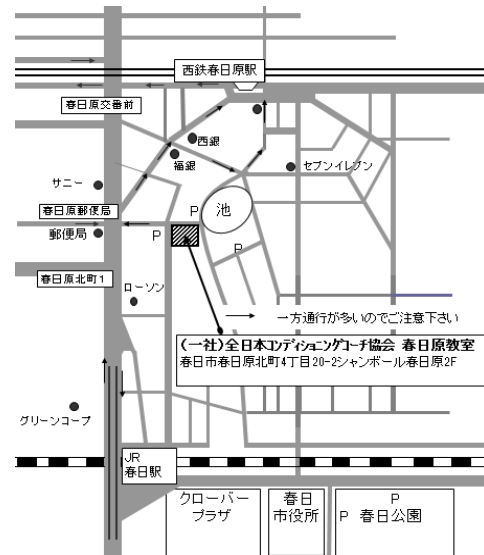 西鉄春日原駅
春日原交番前
西銀
福銀
セブンイレブン
サニー
春日原郵便局
郵便局
P
P
池
P
春日原北町1
ローソン
一方通行が多いのでご注意下さい
(一社)全日本コンディショニングコーチ協会 春日原教室
春日市春日原北町4丁目20-2シャンボール春日原2F
グリーンコープ
JR
春日駅
クローバー
プラザ
春日
市役所
P
P 春日公園